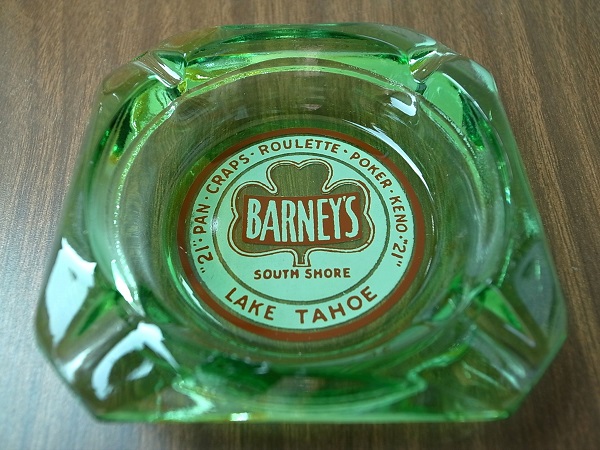 "21" · PAN · CRAPS · ROULETTE · POKER · KENO · "21"
BARNEY'S
SOUTH SHORE
LAKE TAHOE